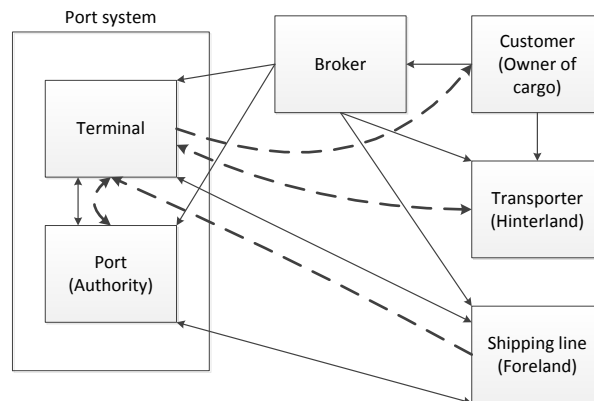 Port system
Terminal
Port
(Authority)
Broker
Customer
(Owner of
cargo)
Transporter
(Hinterland)
Shipping line
(Foreland)